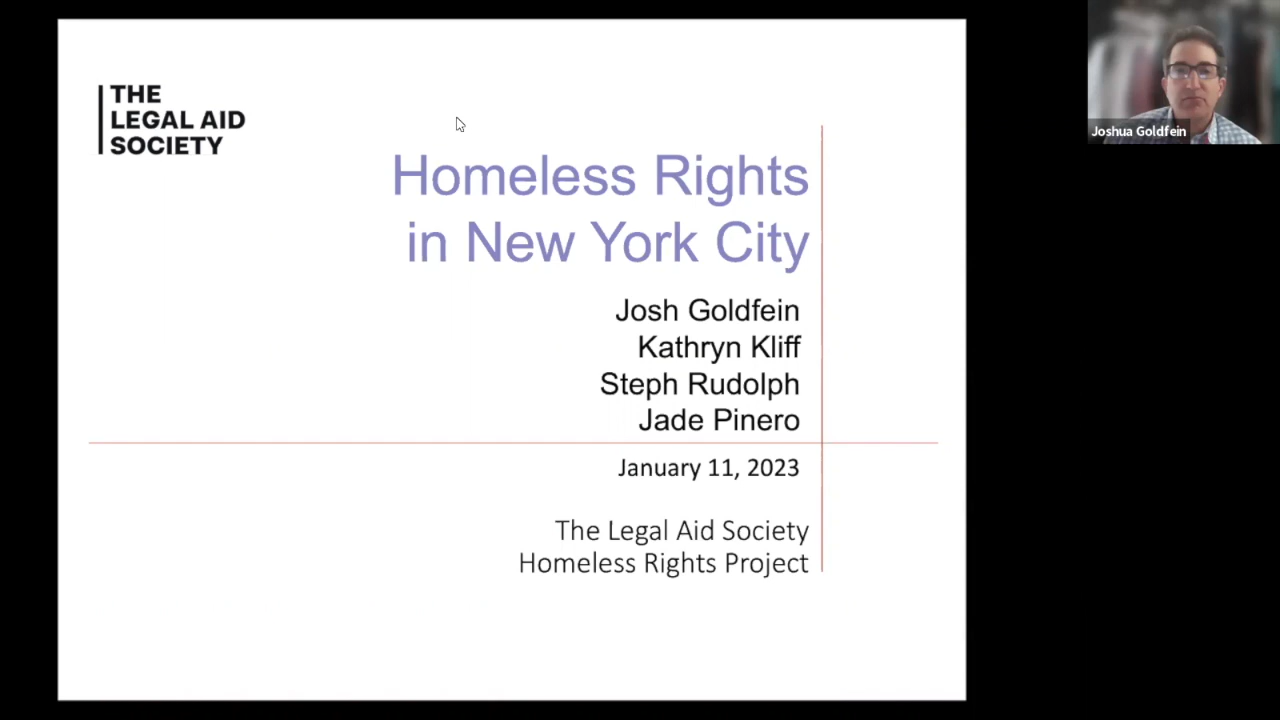 THE
LEGAL AID
SOCIETY
Homeless Rights
in New York City
Josh Goldfein
Kathryn Kliff
Steph Rudolph
Jade Pinero
January 11, 2023
The Legal Aid Society
Homeless Rights Project
Joshua Goldfein